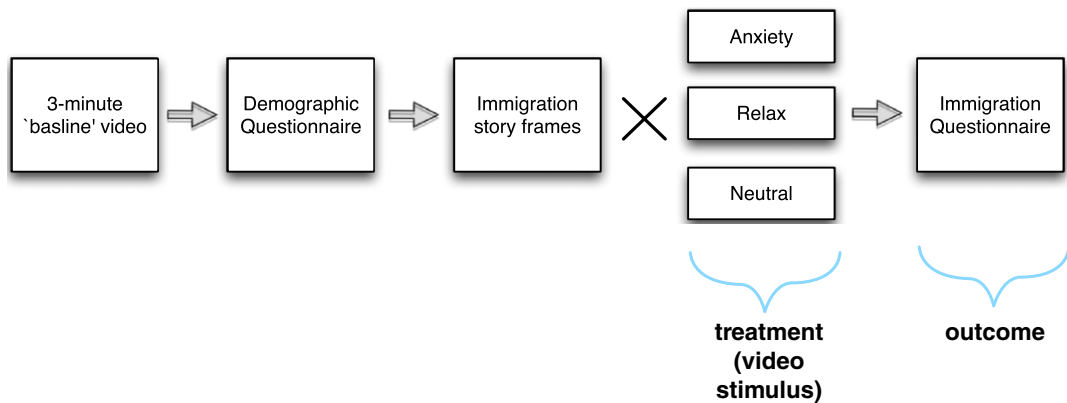 3-minute
`basline' video
Demographic
Questionnaire
Immigration
story frames
Anxiety
Relax
Neutral
Immigration
Questionnaire
treatment
(video
stimulus)
outcome